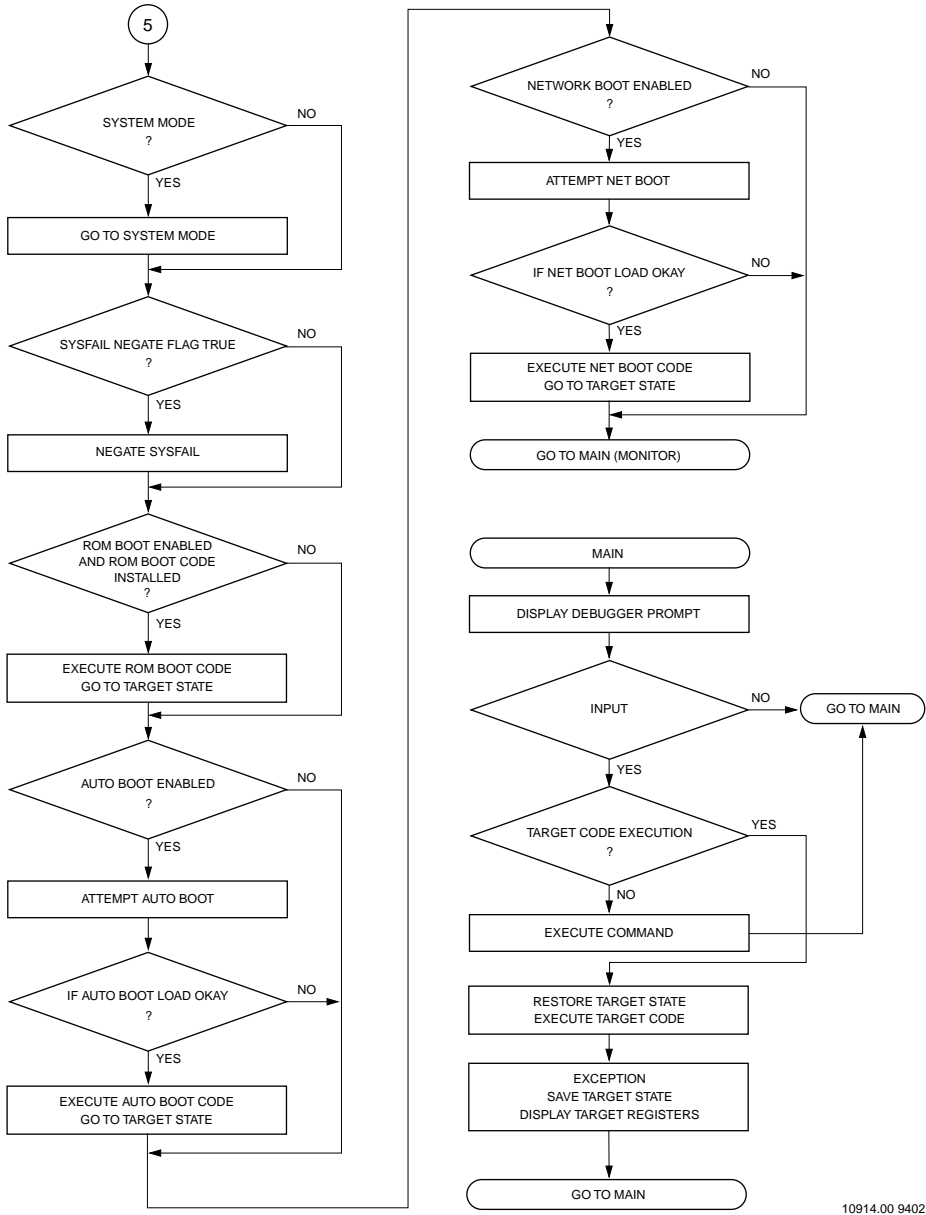 5
SYSTEM MODE
?
NO
YES
GO TO SYSTEM MODE
SYSFAIL NEGATE FLAG TRUE
?
NO
YES
NEGATE SYSFAIL
ROM BOOT ENABLED
AND ROM BOOT CODE
INSTALLED
?
NO
YES
EXECUTE ROM BOOT CODE
GO TO TARGET STATE
AUTO BOOT ENABLED
?
NO
YES
ATTEMPT AUTO BOOT
IF AUTO BOOT LOAD OKAY
?
NO
YES
EXECUTE AUTO BOOT CODE
GO TO TARGET STATE
NETWORK BOOT ENABLED
?
NO
YES
ATTEMPT NET BOOT
IF NET BOOT LOAD OKAY
?
NO
YES
EXECUTE NET BOOT CODE
GO TO TARGET STATE
GO TO MAIN (MONITOR)
MAIN
DISPLAY DEBUGGER PROMPT
INPUT
NO
GO TO MAIN
YES
TARGET CODE EXECUTION
?
YES
NO
EXECUTE COMMAND
RESTORE TARGET STATE
EXECUTE TARGET CODE
EXCEPTION
SAVE TARGET STATE
DISPLAY TARGET REGISTERS
GO TO MAIN
10914.00 9402